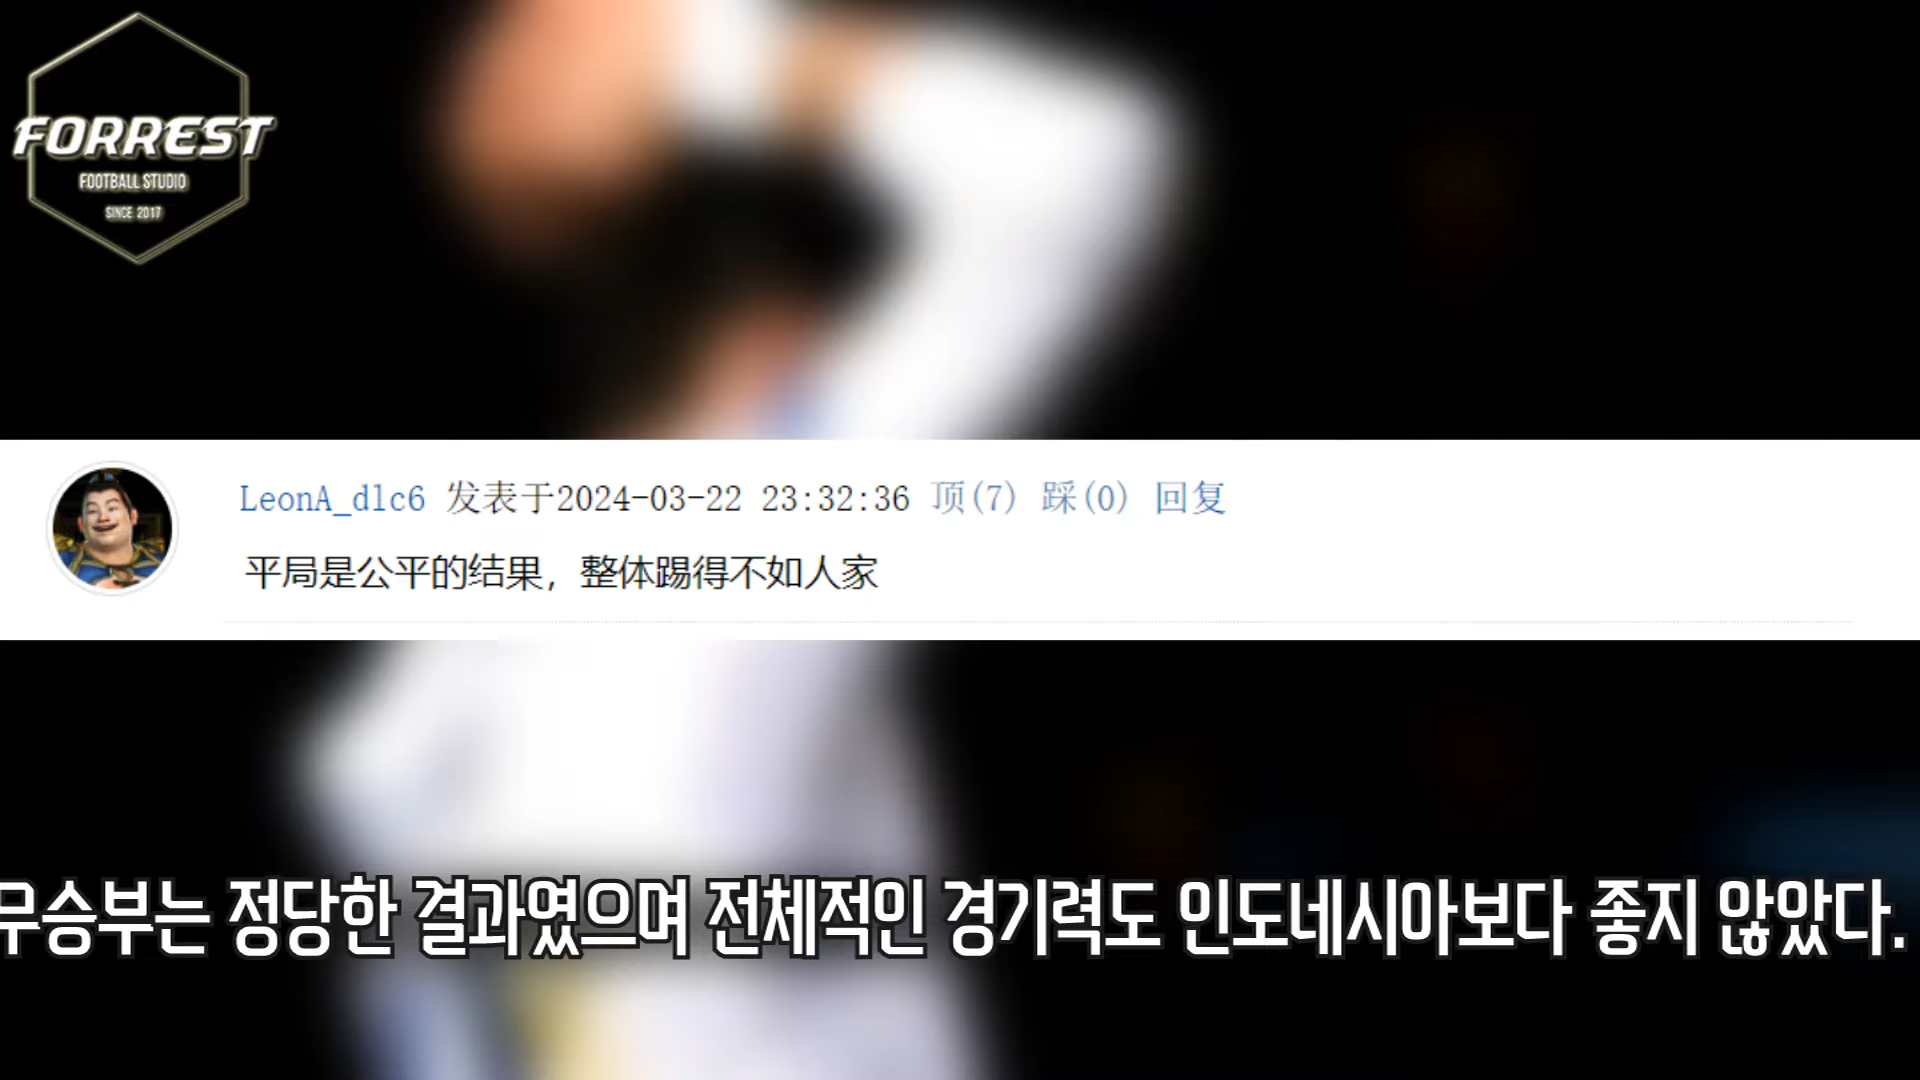 FORREST
FOOTBALL STUDIO
SINCE 2017
LeonA_dlc6 发表于2024-03-22 23:32:36 顶(7) 踩(0) 回复
平局是公平的结果，整体踢得不如人家
무승부는 정당한 결과였으며 전체적인 경기력도 인도네시아보다 좋지 않았다.